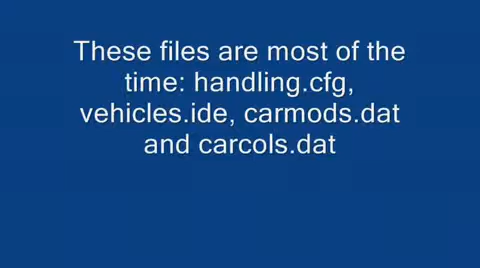 These files are most of the
time: handling.cfg,
vehicles.ide, carmods.dat
and carcols.dat